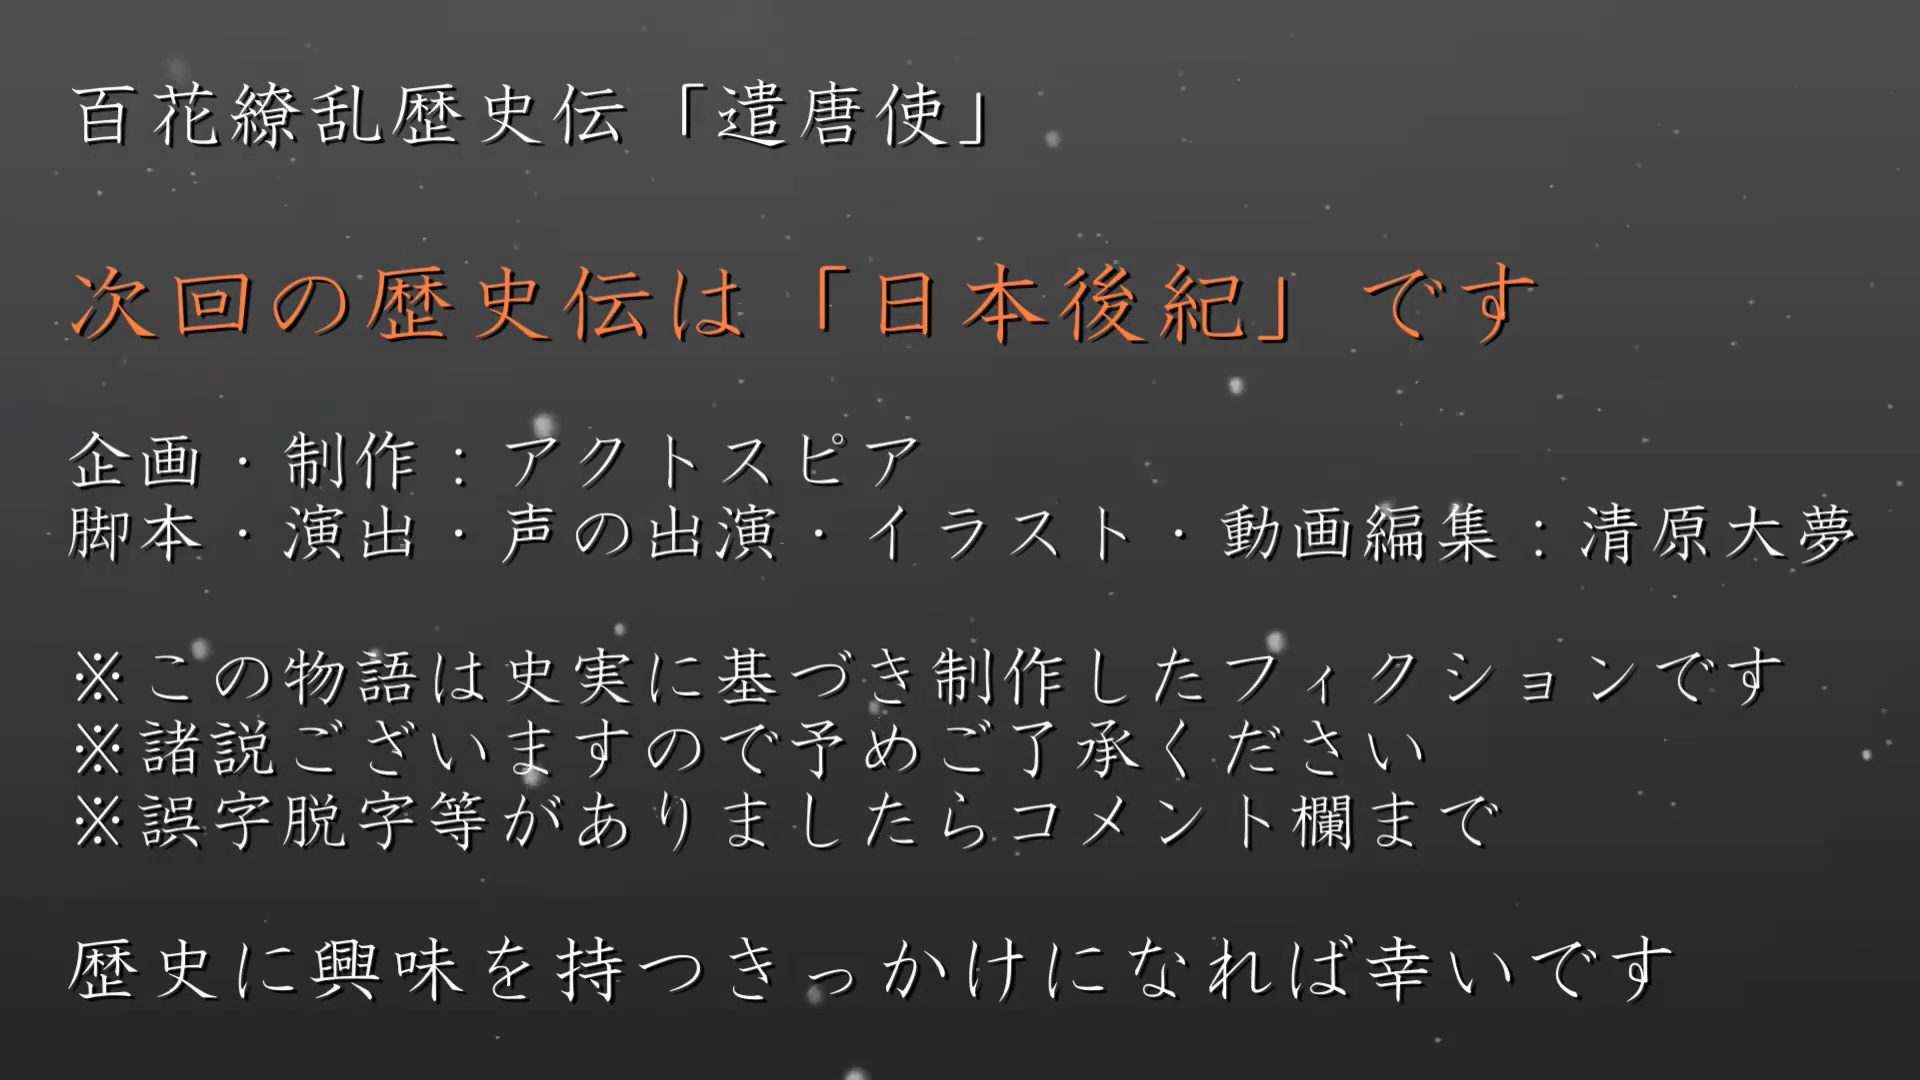 百花繚乱歴史伝「遣唐使」
次回の歴史伝は「日本後紀」です
企画・制作：アクトスピア
脚本・演出・声の出演・イラスト・動画編集：清原大夢
※この物語は史実に基づき制作したフィクションです
※諸説ございますので予めご了承ください
※誤字脱字等がありましたらコメント欄まで
歴史に興味を持つきっかけになれば幸いです